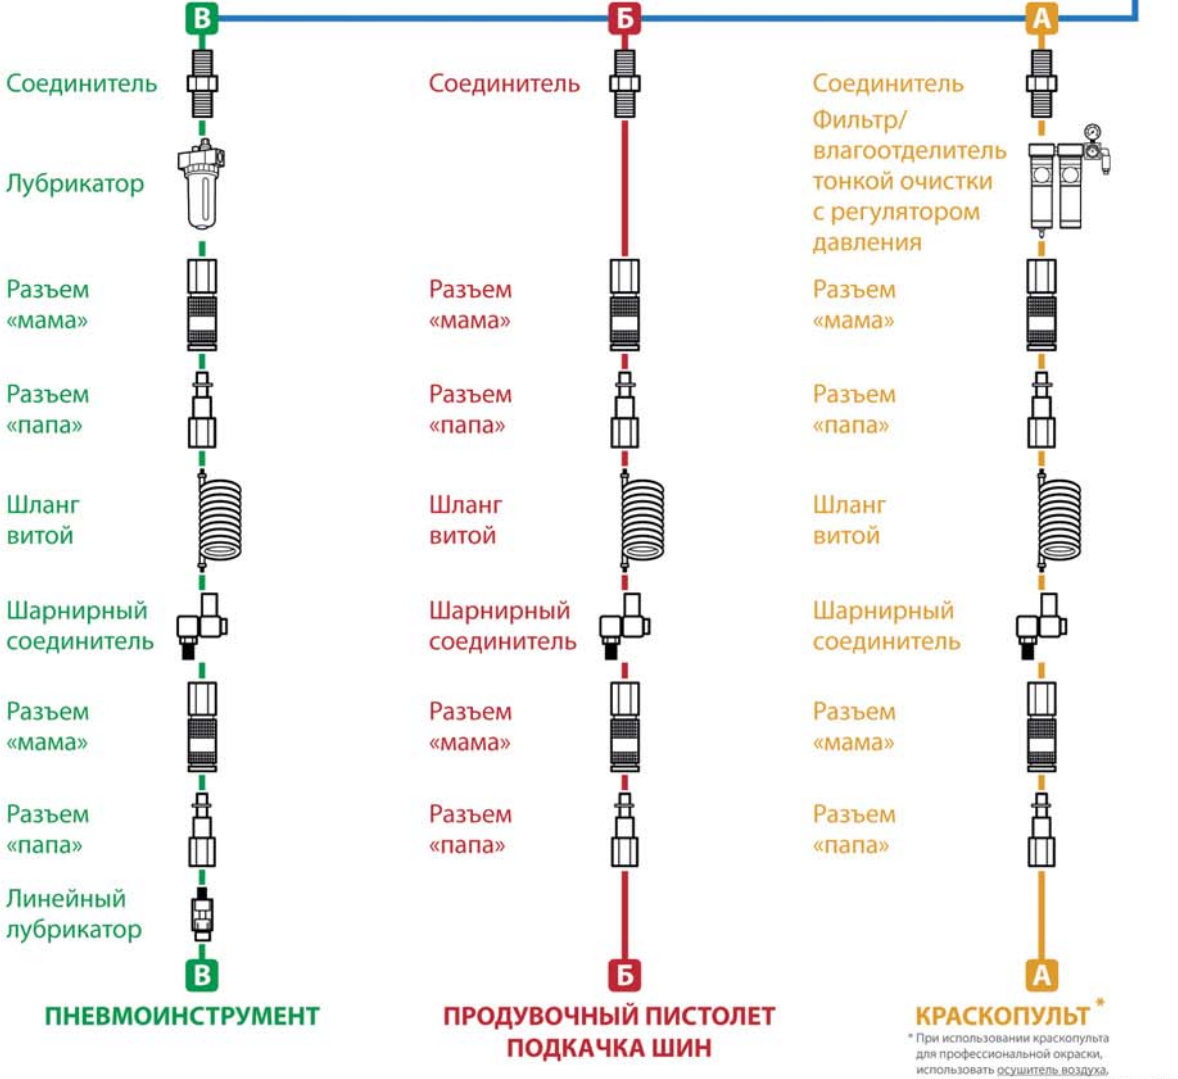 В
Соединитель
Лубрикатор
Разъем
«мама»
Разъем
«папа»
Шланг
витой
Шарнирный
соединитель
Разъем
«мама»
Разъем
«папа»
Линейный
лубрикатор
В
ПНЕВМОИНСТРУМЕНТ
Б
Соединитель
Разъем
«мама»
Разъем
«папа»
Шланг
витой
Шарнирный
соединитель
Разъем
«мама»
Разъем
«папа»
Б
ПРОДУВОЧНЫЙ ПИСТОЛЕТ
ПОДКАЧКА ШИН
А
Соединитель
Фильтр/
влагоотделитель
тонкой очистки
с регулятором
давления
Разъем
«мама»
Разъем
«папа»
Шланг
витой
Шарнирный
соединитель
Разъем
«мама»
Разъем
«папа»
А
КРАСКОПУЛЬТ *
* При использовании краскопульта
для профессиональной окраски,
использовать осушитель воздуха,